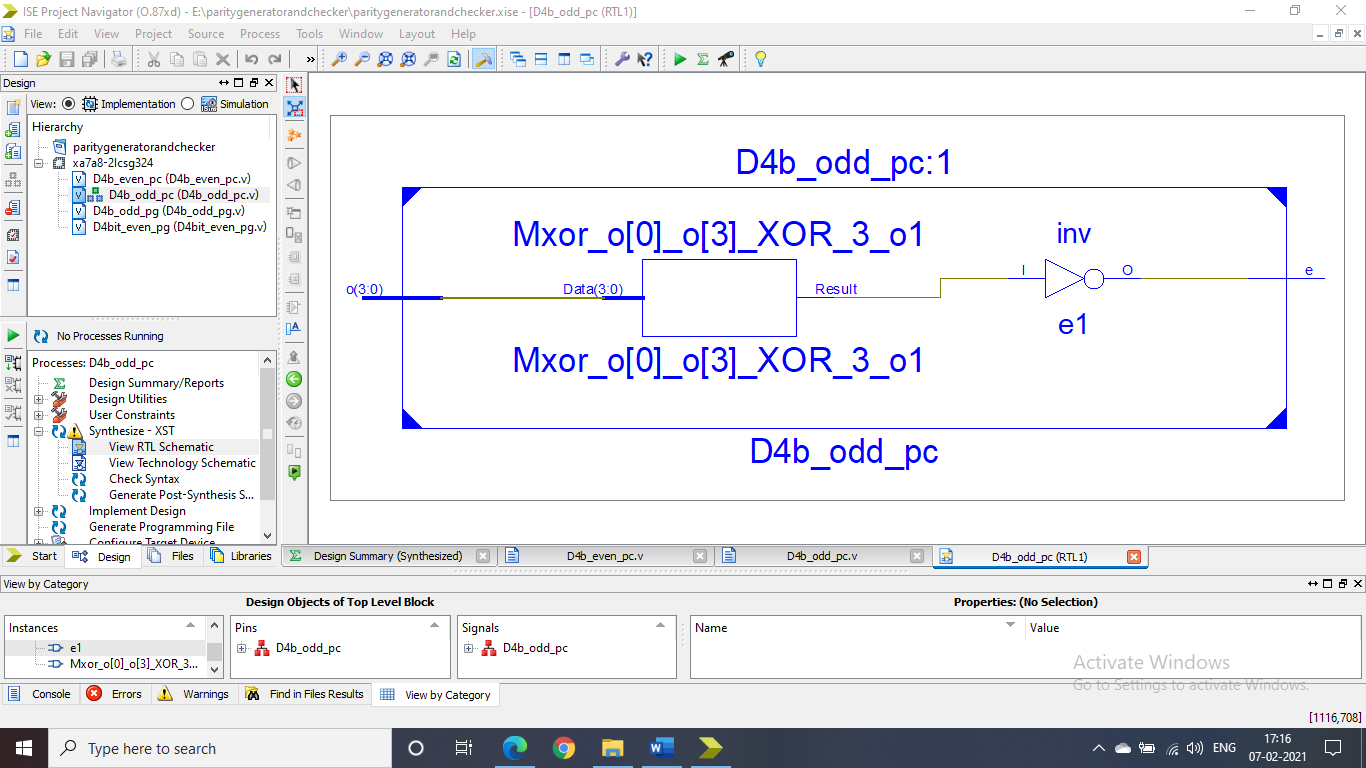 ISE Project Navigator (O.87xd) - E:\paritygeneratorandchecker\paritygeneratorandchecker.xise - [D4b_odd_pc (RTL1)]
File Edit View Project Source Process Tools Window Layout Help
Design
View: Implementation Simulation
Hierarchy
paritygeneratorandchecker
xa7a8-2lcsg324
D4b_even_pc (D4b_even_pc.v)
D4b_odd_pc (D4b_odd_pc.v)
D4b_odd_pg (D4b_odd_pg.v)
D4bit_even_pg (D4bit_even_pg.v)
No Processes Running
Processes: D4b_odd_pc
Design Summary/Reports
Design Utilities
User Constraints
Synthesize - XST
View RTL Schematic
View Technology Schematic
Check Syntax
Generate Post-Synthesis S...
Implement Design
Generate Programming File
Configure Target Device
Start Design Files Libraries
D4b_odd_pc:1
Mxor_o[0]_o[3]_XOR_3_o1
inv
o(3:0) Data(3:0) Result I O e
e1
Mxor_o[0]_o[3]_XOR_3_o1
D4b_odd_pc
Design Summary (Synthesized) D4b_even_pc.v D4b_odd_pc.v D4b_odd_pc (RTL1)
View by Category
Design Objects of Top Level Block Properties: (No Selection)
Instances Pins Signals Name Value
e1 D4b_odd_pc D4b_odd_pc
Mxor_o[0]_o[3]_XOR_3...
Activate Windows
Go to Settings to activate Windows.
Console Errors Warnings Find in Files Results View by Category
[1116,708]
Type here to search
ENG
17:16
07-02-2021